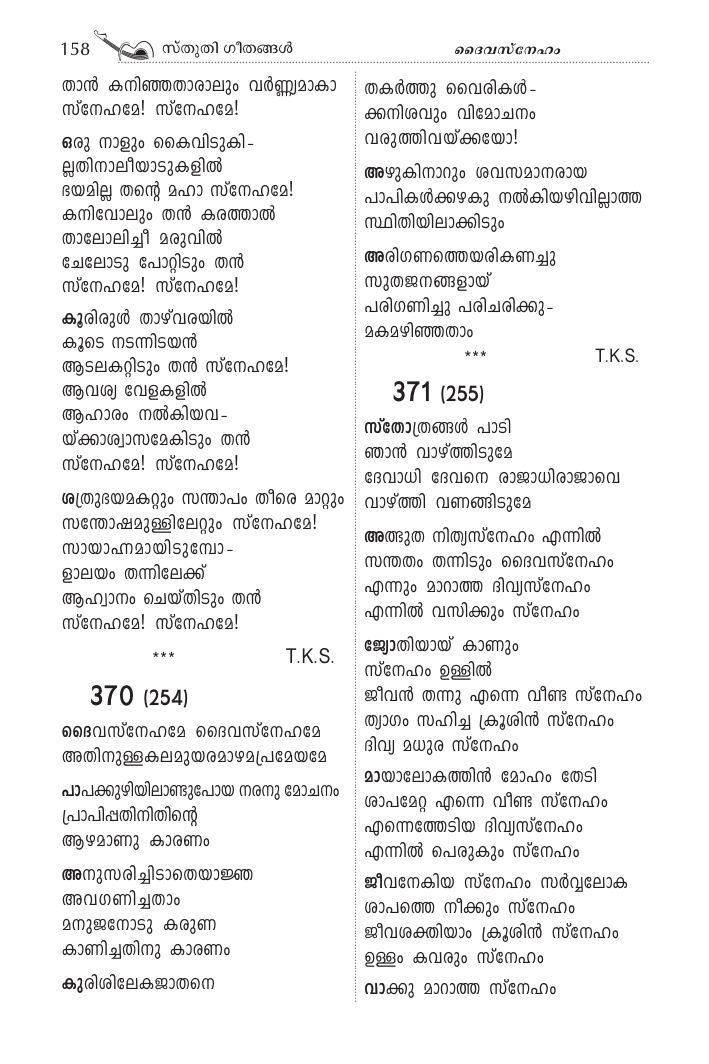 158 സ്തുതി ഗീതങ്ങൾ ദൈവസ്നേഹം
താൻ കനിഞ്ഞതാരാലും വർണ്ണ്യമാകാ
സ്നേഹമേ! സ്നേഹമേ!
ഒരു നാളും കൈവിടുകി-
ല്ലതിനാലീയാടുകളിൽ
ഭയമില്ല തന്റെ മഹാ സ്നേഹമേ!
കനിവോലും തൻ കരത്താൽ
താലോലിച്ചീ മരുവിൽ
ചേലോടു പോറ്റിടും തൻ
സ്നേഹമേ! സ്നേഹമേ!
കൂരിരുൾ താഴ്വരയിൽ
കൂടെ നടന്നിടയൻ
ആടലകറ്റിടും തൻ സ്നേഹമേ!
ആവശ്യ വേളകളിൽ
ആഹാരം നൽകിയവ-
യ്ക്കാശ്വാസമേകിടും തൻ
സ്നേഹമേ! സ്നേഹമേ!
ശത്രുഭയമകറ്റും സന്താപം തീരെ മാറ്റും
സന്തോഷമുള്ളിലേറ്റും സ്നേഹമേ!
സായാഹ്നമായിടുമ്പോ-
ളാലയം തന്നിലേക്ക്
ആഹ്വാനം ചെയ്തിടും തൻ
സ്നേഹമേ! സ്നേഹമേ!
*** T.K.S.
370 (254)
ദൈവസ്നേഹമേ ദൈവസ്നേഹമേ
അതിനുള്ളകലമുയരമാഴമപ്രമേയമേ
പാപക്കുഴിയിലാണ്ടുപോയ നരനു മോചനം
പ്രാപിപ്പതിനിതിന്റെ
ആഴമാണു കാരണം
അനുസരിച്ചിടാതെയാജ്ഞ
അവഗണിച്ചതാം
മനുജനോടു കരുണ
കാണിച്ചതിനു കാരണം
കുരിശിലേകജാതനെ
തകർത്തു വൈരികൾ-
ക്കനിശവും വിമോചനം
വരുത്തിവയ്ക്കയോ!
അഴുകിനാറും ശവസമാനരായ
പാപികൾക്കഴകു നൽകിയഴിവില്ലാത്ത
സ്ഥിതിയിലാക്കിടും
അരിഗണത്തെയരികണച്ചു
സുതജനങ്ങളായ്
പരിഗണിച്ചു പരിചരിക്കു-
മകമഴിഞ്ഞതാം
*** T.K.S.
371 (255)
സ്തോത്രങ്ങൾ പാടി
ഞാൻ വാഴ്ത്തിടുമേ
ദേവാധി ദേവനെ രാജാധിരാജാവെ
വാഴ്ത്തി വണങ്ങിടുമേ
അത്ഭുത നിത്യസ്നേഹം എന്നിൽ
സന്തതം തന്നിടും ദൈവസ്നേഹം
എന്നും മാറാത്ത ദിവ്യസ്നേഹം
എന്നിൽ വസിക്കും സ്നേഹം
ജ്യോതിയായ് കാണും
സ്നേഹം ഉള്ളിൽ
ജീവൻ തന്നു എന്നെ വീണ്ട സ്നേഹം
ത്യാഗം സഹിച്ച ക്രൂശിൻ സ്നേഹം
ദിവ്യ മധുര സ്നേഹം
മായാലോകത്തിൻ മോഹം തേടി
ശാപമേറ്റ എന്നെ വീണ്ട സ്നേഹം
എന്നെത്തേടിയ ദിവ്യസ്നേഹം
എന്നിൽ പെരുകും സ്നേഹം
ജീവനേകിയ സ്നേഹം സർവ്വലോക
ശാപത്തെ നീക്കും സ്നേഹം
ജീവശക്തിയാം ക്രൂശിൻ സ്നേഹം
ഉള്ളം കവരും സ്നേഹം
വാക്കു മാറാത്ത സ്നേഹം